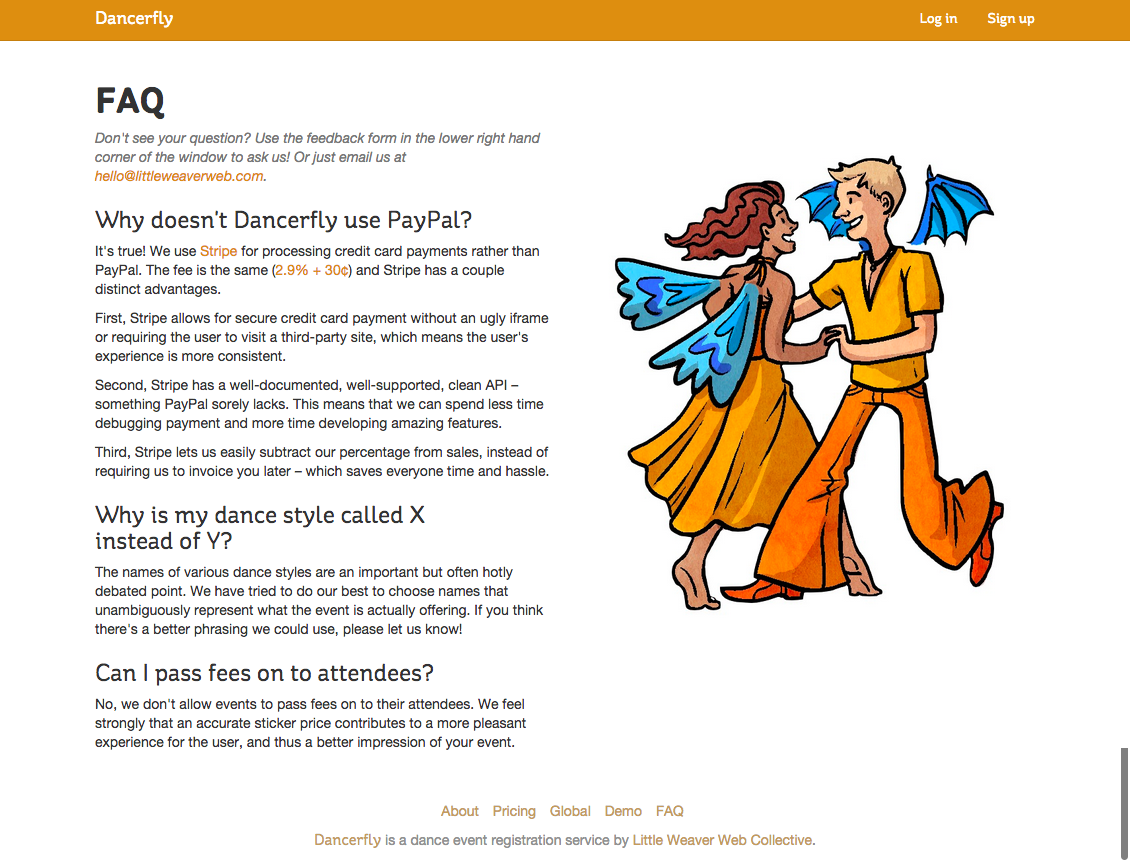 Dancerfly
Log in
Sign up
FAQ
Don't see your question? Use the feedback form in the lower right hand
corner of the window to ask us! Or just email us at
hello@littleweaverweb.com.
Why doesn't Dancerfly use PayPal?
It's true! We use Stripe for processing credit card payments rather than
PayPal. The fee is the same (2.9% + 30¢) and Stripe has a couple
distinct advantages.
First, Stripe allows for secure credit card payment without an ugly iframe
or requiring the user to visit a third-party site, which means the user's
experience is more consistent.
Second, Stripe has a well-documented, well-supported, clean API –
something PayPal sorely lacks. This means that we can spend less time
debugging payment and more time developing amazing features.
Third, Stripe lets us easily subtract our percentage from sales, instead of
requiring us to invoice you later – which saves everyone time and hassle.
Why is my dance style called X
instead of Y?
The names of various dance styles are an important but often hotly
debated point. We have tried to do our best to choose names that
unambiguously represent what the event is actually offering. If you think
there's a better phrasing we could use, please let us know!
Can I pass fees on to attendees?
No, we don't allow events to pass fees on to their attendees. We feel
strongly that an accurate sticker price contributes to a more pleasant
experience for the user, and thus a better impression of your event.
About Pricing Global Demo FAQ
Dancerfly is a dance event registration service by Little Weaver Web Collective.